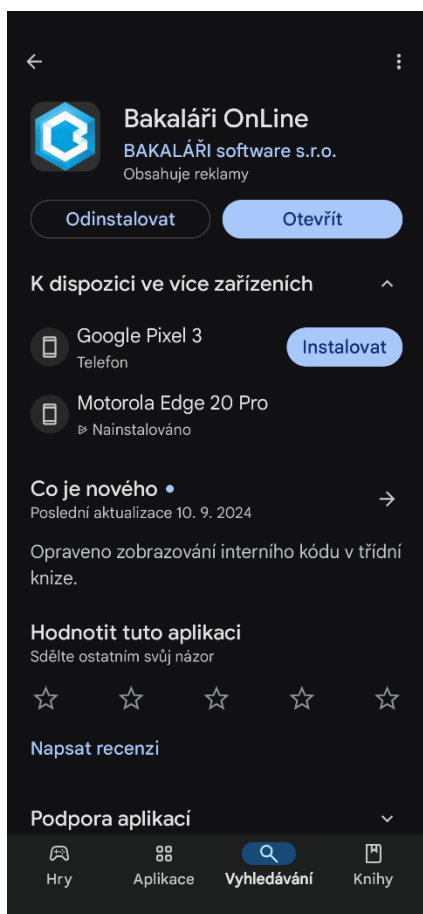 Bakaláři OnLine
BAKALÁŘI software s.r.o.
Obsahuje reklamy
Odinstalovat
Otevřít
K dispozici ve více zařízeních
Google Pixel 3
Telefon
Instalovat
Motorola Edge 20 Pro
Nainstalováno
Co je nového
Poslední aktualizace 10. 9. 2024
Opraveno zobrazování interního kódu v třídní
knize.
Hodnotit tuto aplikaci
Sdělte ostatním svůj názor
Napsat recenzi
Podpora aplikací
Hry
Aplikace
Vyhledávání
Knihy